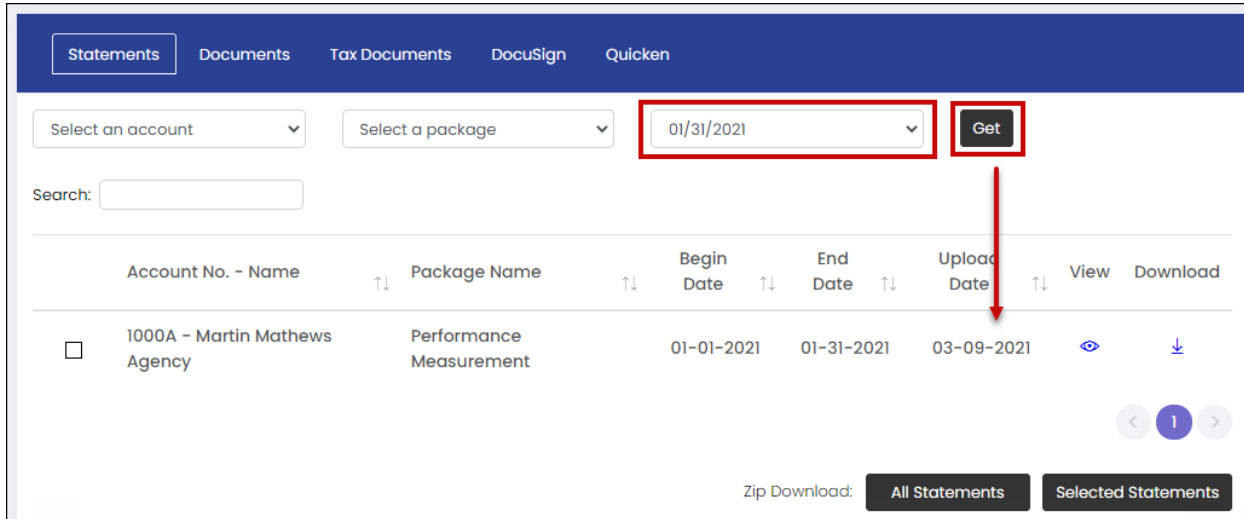 Statements Documents Tax Documents DocuSign Quicken
Select an account Select a package 01/31/2021 Get
Search:
Account No. - Name Package Name Begin Date End Date Upload Date View Download
1000A - Martin Mathews Agency Performance Measurement 01-01-2021 01-31-2021 03-09-2021
1
Zip Download: All Statements Selected Statements